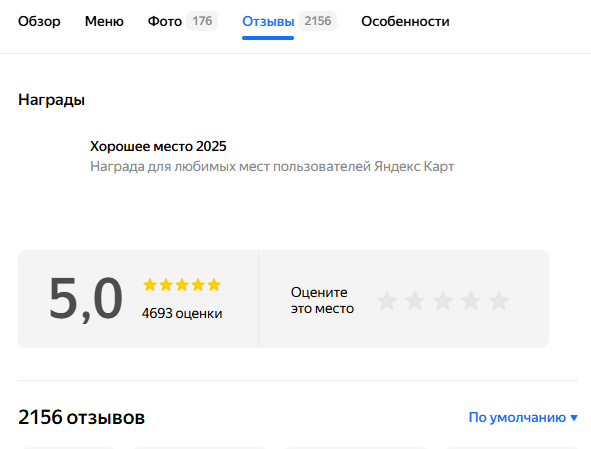 Обзор Меню Фото 176 Отзывы 2156 Особенности
Награды
Хорошее место 2025
Награда для любимых мест пользователей Яндекс Карт
5,0
4693 оценки
Оцените
это место
2156 отзывов
По умолчанию